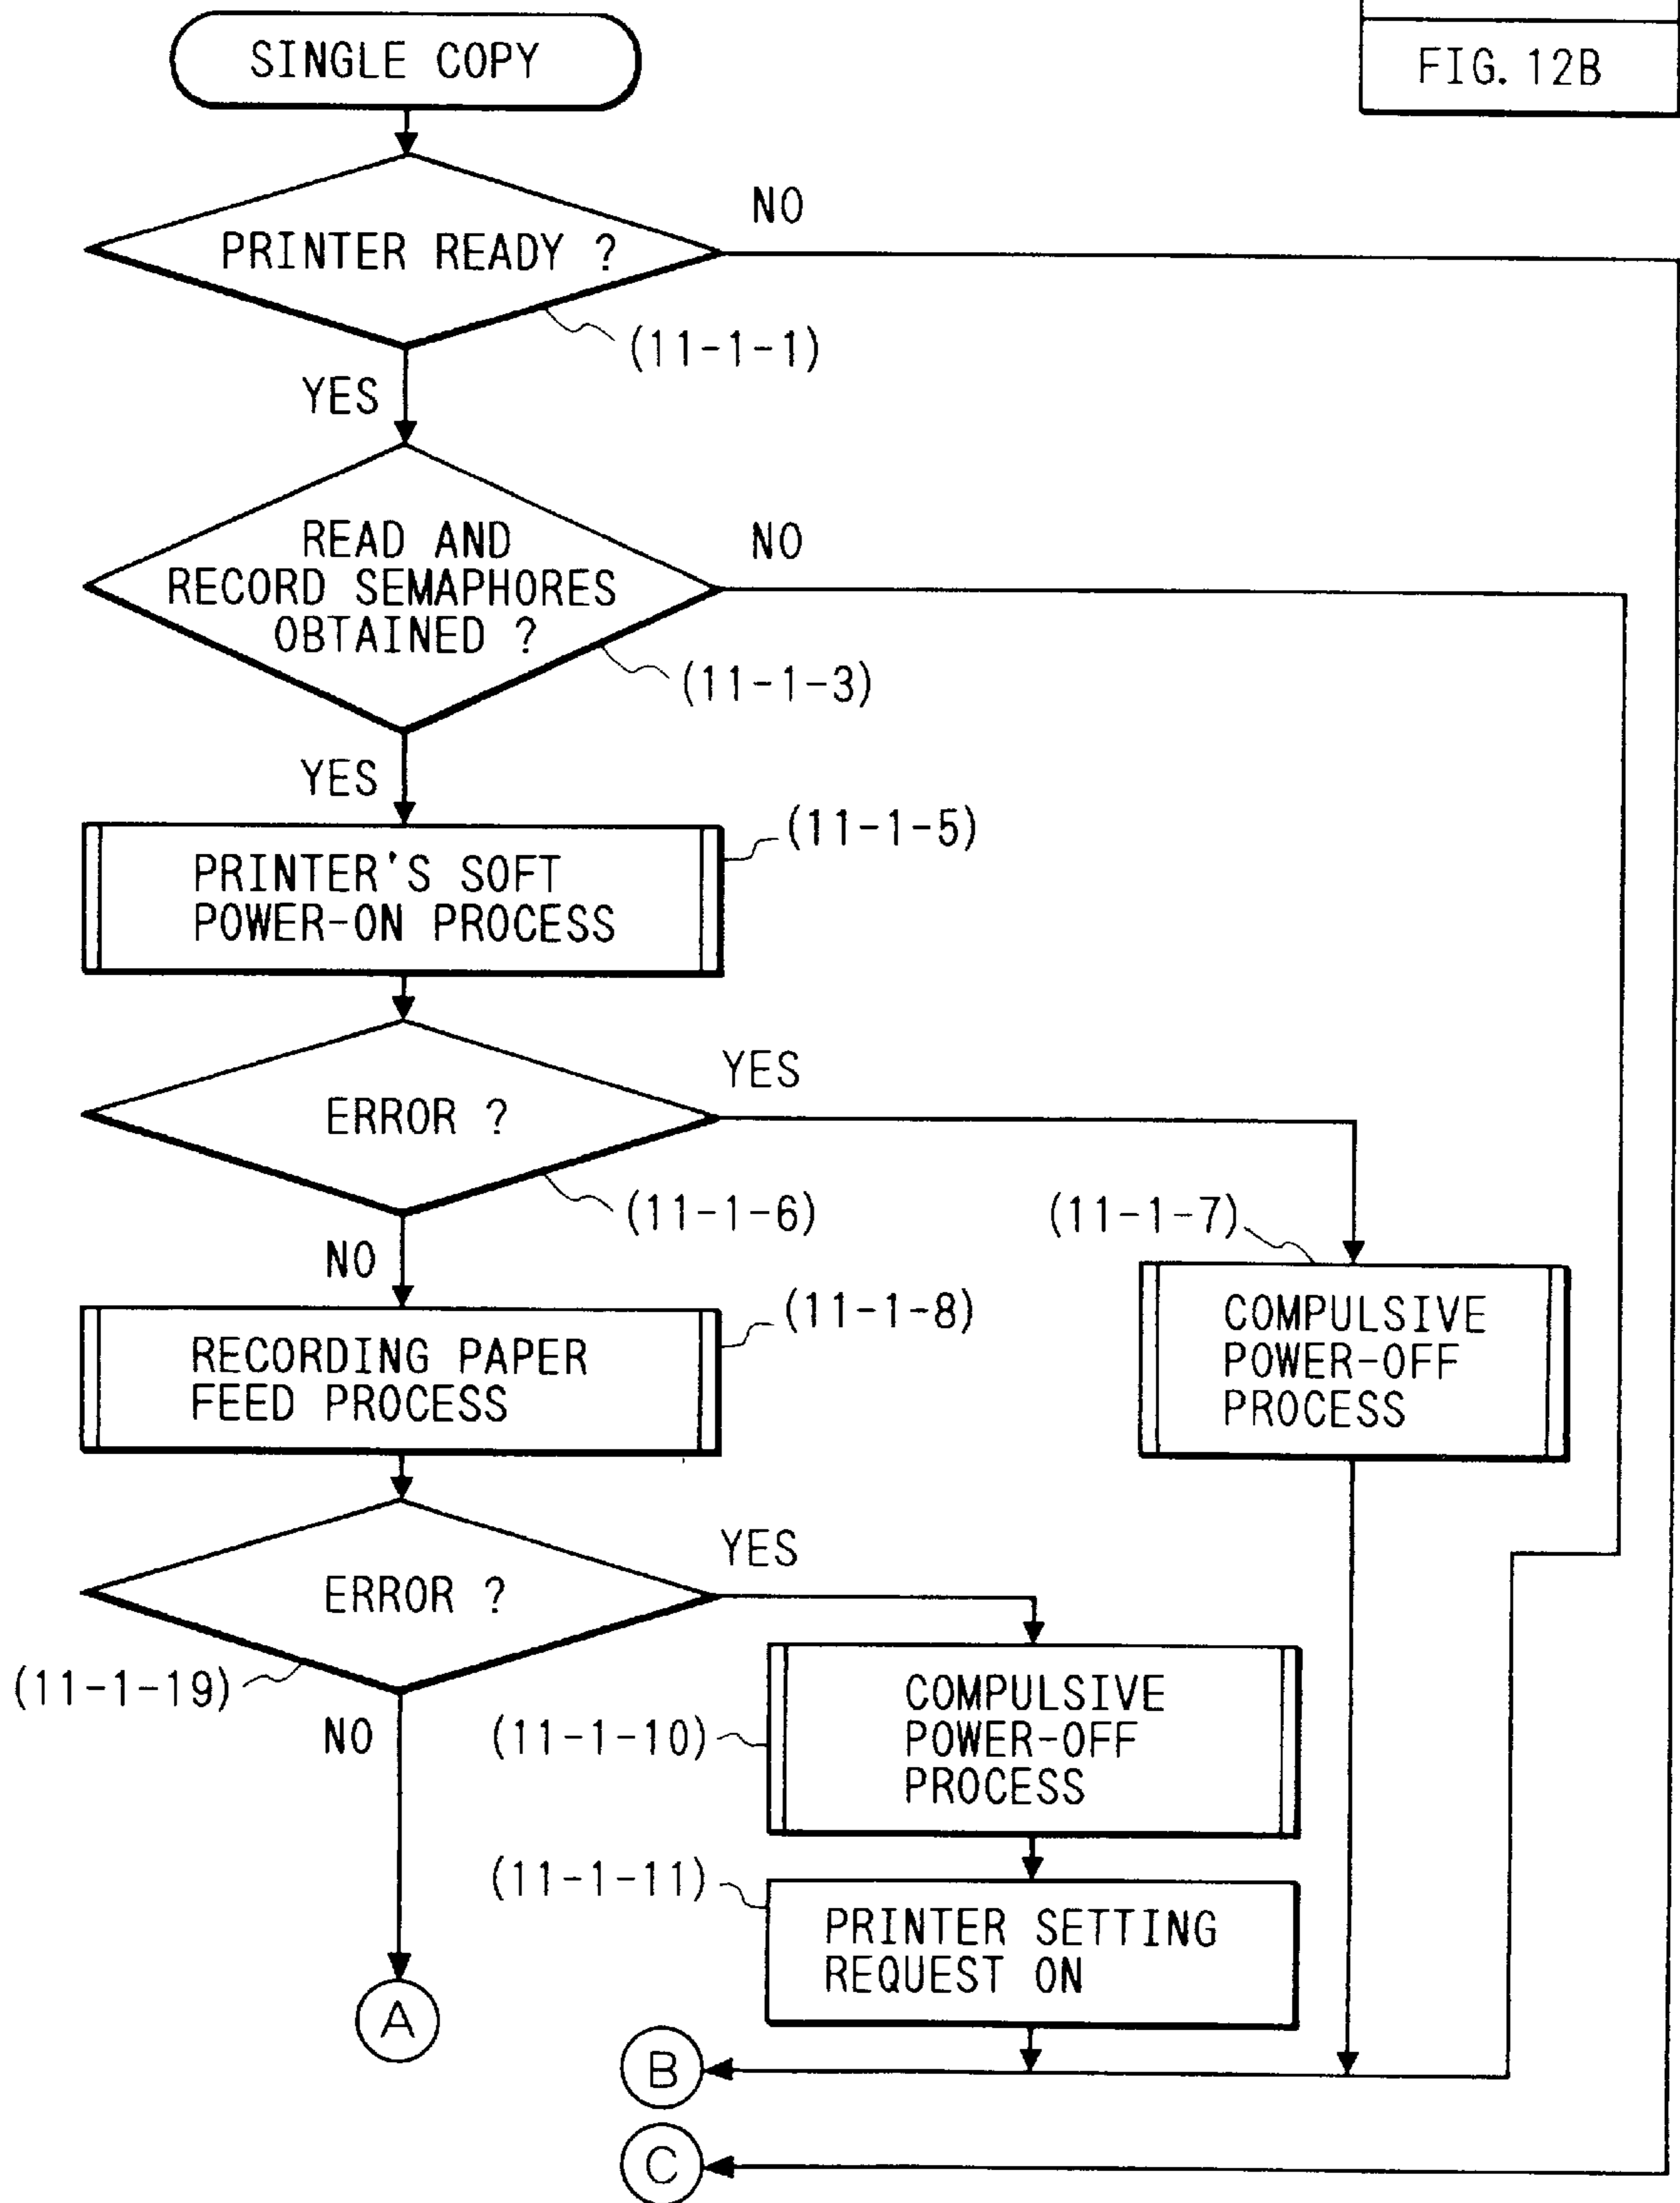 FIG. 12B
SINGLE COPY
PRINTER READY ?
NO
(11-1-1)
YES
READ AND
RECORD SEMAPHORES
OBTAINED ?
NO
(11-1-3)
YES
PRINTER'S SOFT
POWER-ON PROCESS
(11-1-5)
ERROR ?
YES
(11-1-6)
NO
(11-1-7)
COMPULSIVE
POWER-OFF
PROCESS
RECORDING PAPER
FEED PROCESS
(11-1-8)
ERROR ?
YES
(11-1-19)
NO
(11-1-10)
COMPULSIVE
POWER-OFF
PROCESS
(11-1-11)
PRINTER SETTING
REQUEST ON
A
B
C